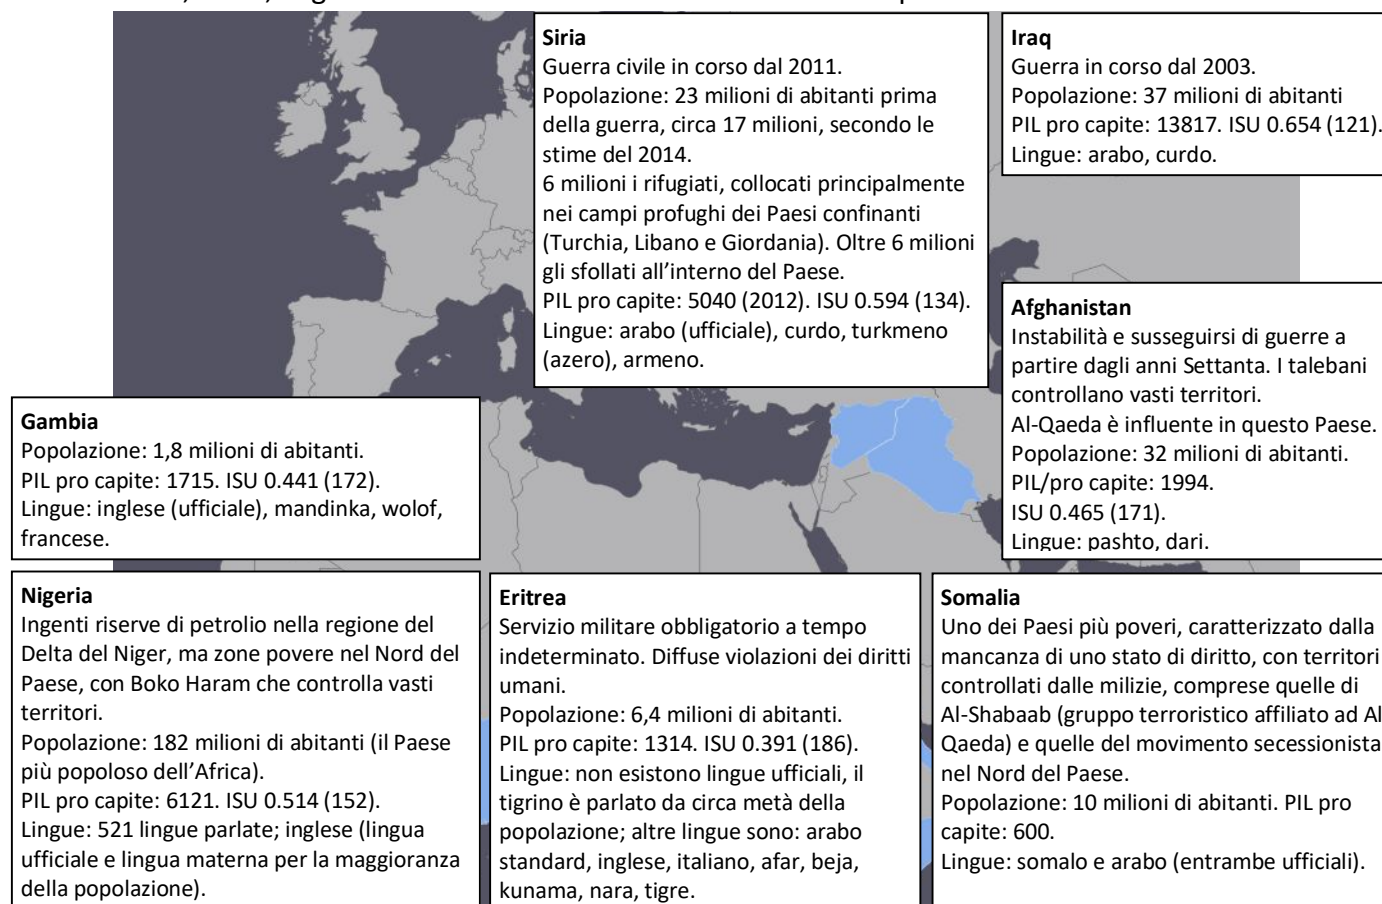 Siria
Guerra civile in corso dal 2011.
Popolazione: 23 milioni di abitanti prima
della guerra, circa 17 milioni, secondo le
stime del 2014.
6 milioni i rifugiati, collocati principalmente
nei campi profughi dei Paesi confinanti
(Turchia, Libano e Giordania). Oltre 6 milioni
gli sfollati all’interno del Paese.
PIL pro capite: 5040 (2012). ISU 0.594 (134).
Lingue: arabo (ufficiale), curdo, turkmeno
(azero), armeno.
Iraq
Guerra in corso dal 2003.
Popolazione: 37 milioni di abitanti
PIL pro capite: 13817. ISU 0.654 (121).
Lingue: arabo, curdo.
Afghanistan
Instabilità e susseguirsi di guerre a
partire dagli anni Settanta. I talebani
controllano vasti territori.
Al-Qaeda è influente in questo Paese.
Popolazione: 32 milioni di abitanti.
PIL/pro capite: 1994.
ISU 0.465 (171).
Lingue: pashto, dari.
Gambia
Popolazione: 1,8 milioni di abitanti.
PIL pro capite: 1715. ISU 0.441 (172).
Lingue: inglese (ufficiale), mandinka, wolof,
francese.
Nigeria
Ingenti riserve di petrolio nella regione del
Delta del Niger, ma zone povere nel Nord del
Paese, con Boko Haram che controlla vasti
territori.
Popolazione: 182 milioni di abitanti (il Paese
più popoloso dell’Africa).
PIL pro capite: 6121. ISU 0.514 (152).
Lingue: 521 lingue parlate; inglese (lingua
ufficiale e lingua materna per la maggioranza
della popolazione).
Eritrea
Servizio militare obbligatorio a tempo
indeterminato. Diffuse violazioni dei diritti
umani.
Popolazione: 6,4 milioni di abitanti.
PIL pro capite: 1314. ISU 0.391 (186).
Lingue: non esistono lingue ufficiali, il
tigrino è parlato da circa metà della
popolazione; altre lingue sono: arabo
standard, inglese, italiano, afar, beja,
kunama, nara, tigre.
Somalia
Uno dei Paesi più poveri, caratterizzato dalla
mancanza di uno stato di diritto, con territori
controllati dalle milizie, comprese quelle di
Al-Shabaab (gruppo terroristico affiliato ad Al
Qaeda) e quelle del movimento secessionista
nel Nord del Paese.
Popolazione: 10 milioni di abitanti. PIL pro
capite: 600.
Lingue: somalo e arabo (entrambe ufficiali).